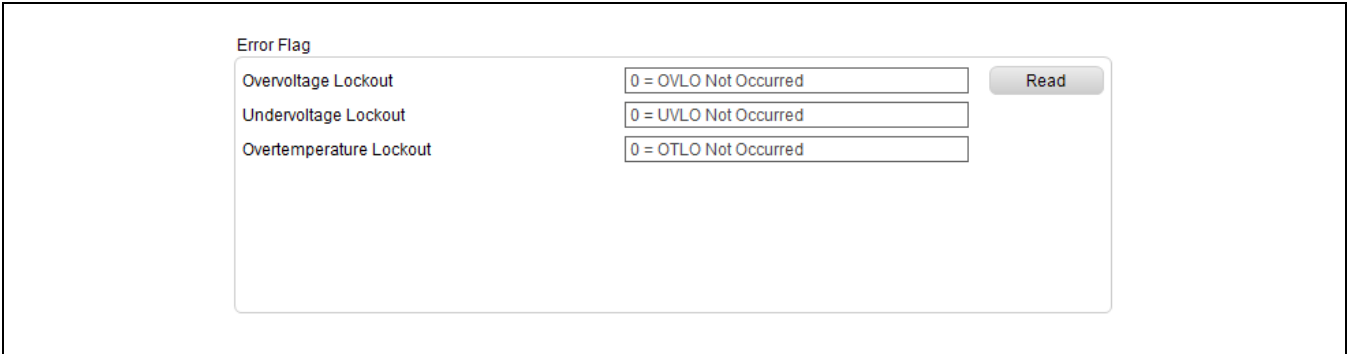 Error Flag
Overvoltage Lockout 0 = OVLO Not Occurred Read
Undervoltage Lockout 0 = UVLO Not Occurred
Overtemperature Lockout 0 = OTLO Not Occurred